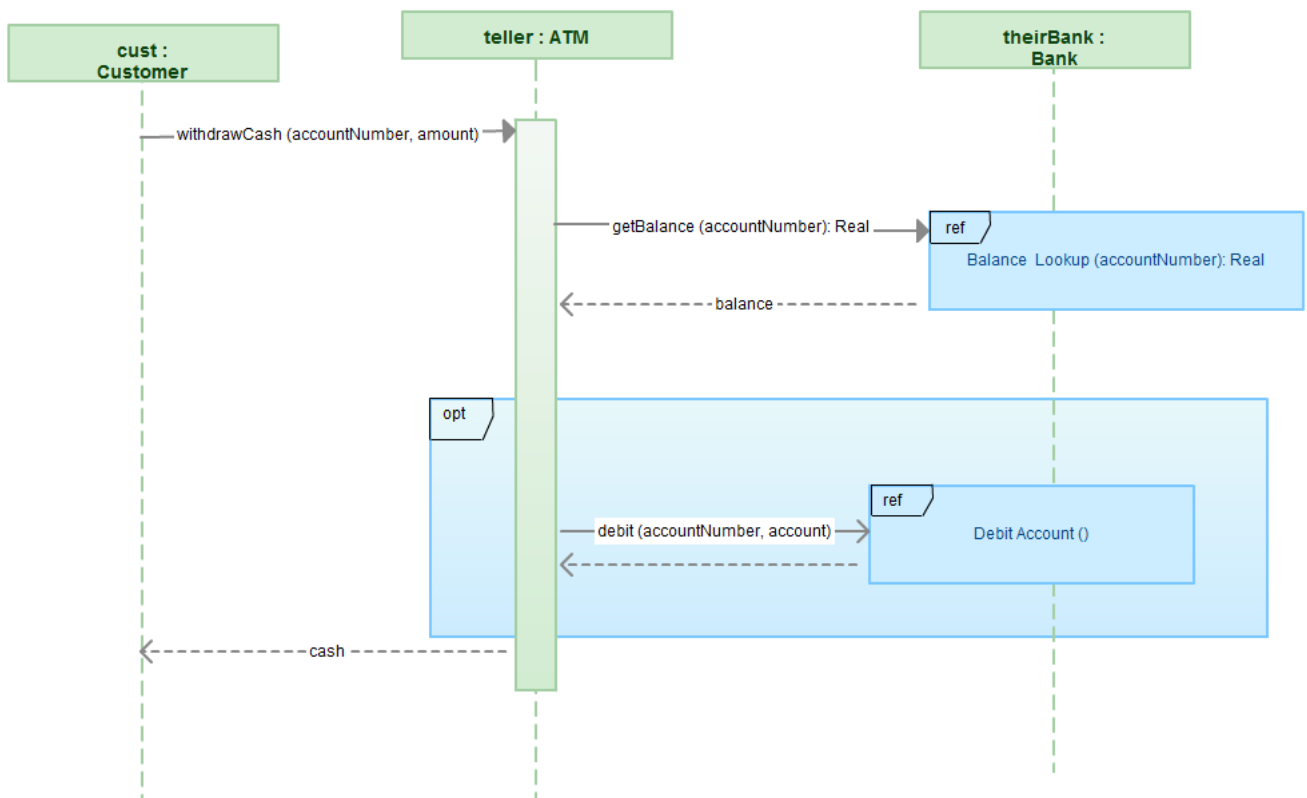 cust :
Customer
teller : ATM
theirBank :
Bank
withdrawCash (accountNumber, amount)
getBalance (accountNumber): Real
ref
Balance  Lookup (accountNumber): Real
balance
opt
ref
debit (accountNumber, account)
Debit Account ()
cash